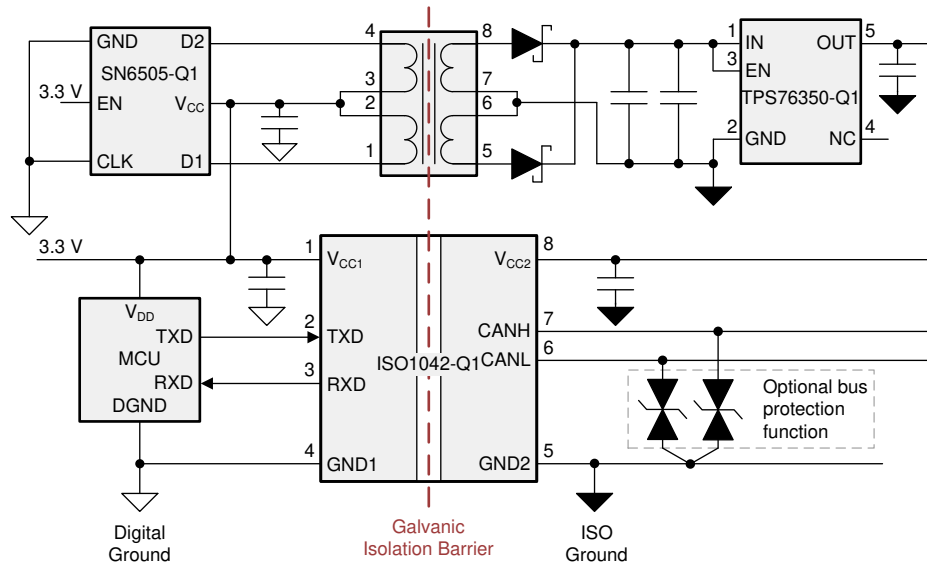 GND
D2
SN6505-Q1
3.3 V
EN
VCC
CLK
D1
4
3
2
1
8
7
6
5
1
IN
OUT
5
3
EN
TPS76350-Q1
2
GND
NC
4
3.3 V
1
VCC1
VCC2
8
VDD
TXD
MCU
RXD
DGND
2
TXD
3
RXD
ISO1042-Q1
CANH
7
CANL
6
4
GND1
GND2
5
Optional bus
protection
function
Digital
Ground
Galvanic
Isolation Barrier
ISO
Ground